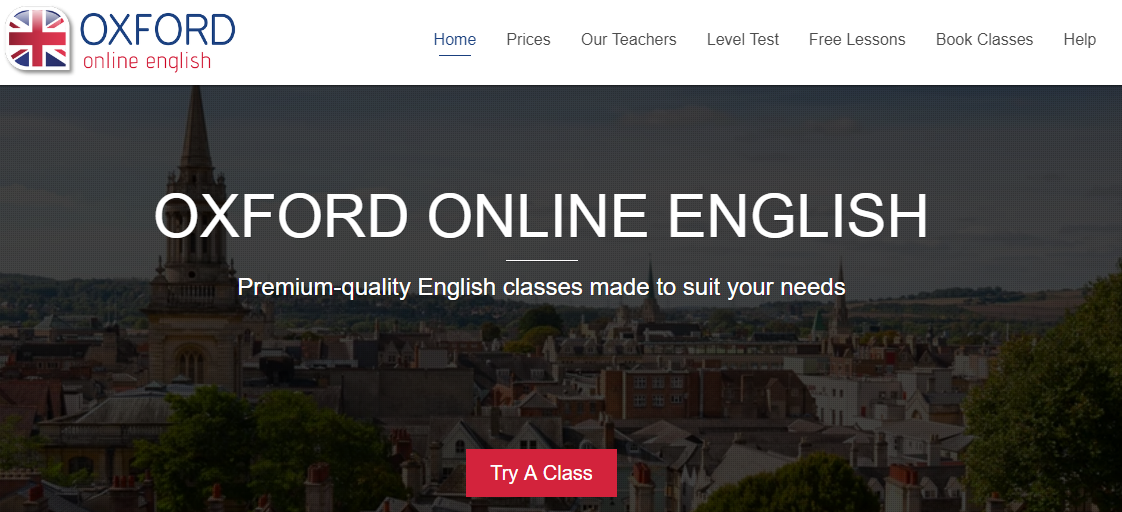 OXFORD
online english
Home
Prices
Our Teachers
Level Test
Free Lessons
Book Classes
Help
OXFORD ONLINE ENGLISH
Premium-quality English classes made to suit your needs
Try A Class